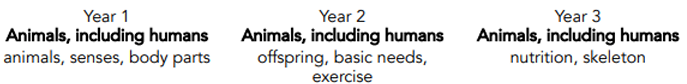 Year 1
Animals, including humans
animals, senses, body parts
Year 2
Animals, including humans
offspring, basic needs,
exercise
Year 3
Animals, including humans
nutrition, skeleton